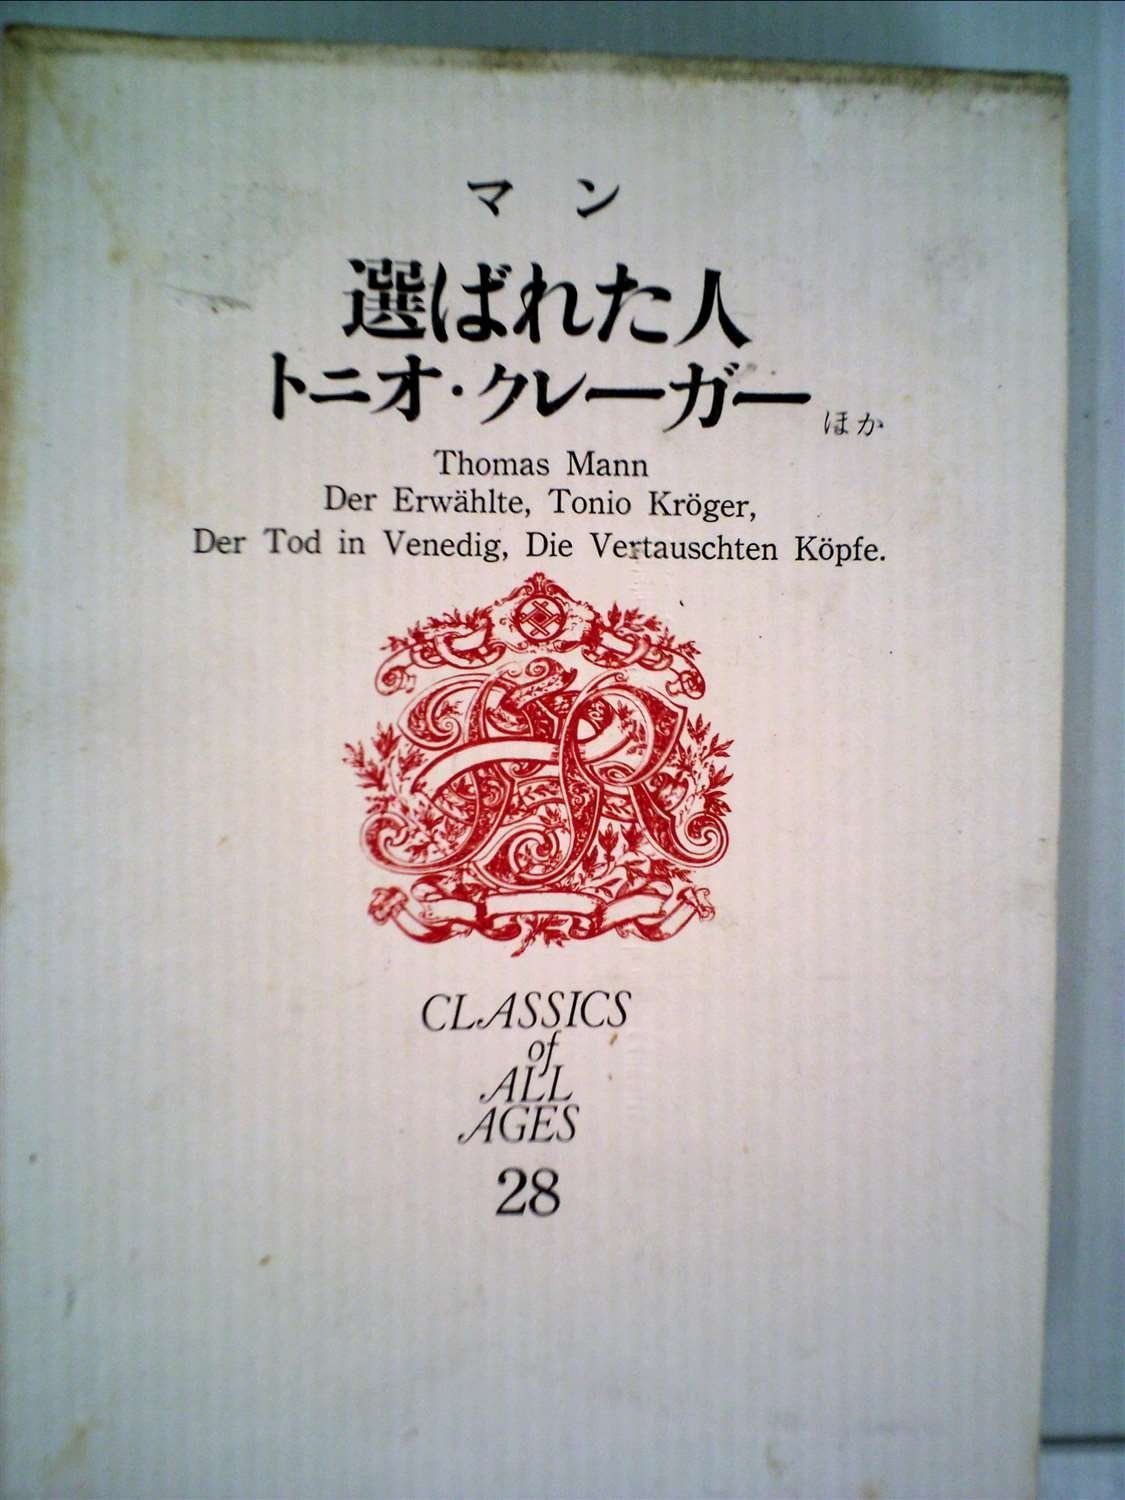 マン
選ばれた人
トニオ・クレーガー ほか
Thomas Mann
Der Erwählte, Tonio Kröger,
Der Tod in Venedig, Die Vertauschten Köpfe.
CLASSICS
of
ALL
AGES
28